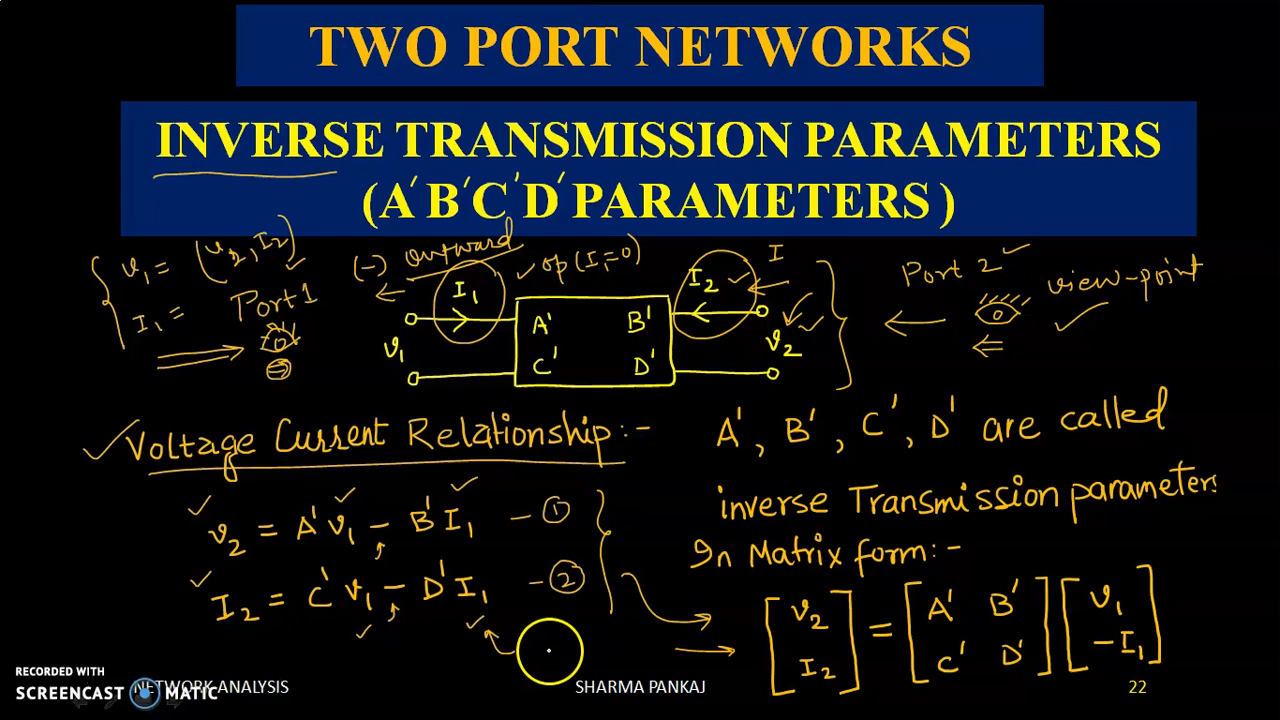 TWO PORT NETWORKS
INVERSE TRANSMISSION PARAMETERS
(A'B'C'D' PARAMETERS )
v₁ = (v₂, I₂)
I₁ =
Port 1
(-) outward
op (I₁=0)
I
Port 2
view-point
I₁
I₂
v₁
A' B'
C' D'
v₂
Voltage Current Relationship :-
v₂ = A'v₁ - B'I₁ - ①
I₂ = C'v₁ - D'I₁ - ②
A', B', C', D' are called
inverse Transmission parameters
In Matrix form :-
[v₂ I₂] = [A' B' C' D'] [v₁ -I₁]
RECORDED WITH
SCREENCAST MATIC
NETWORK ANALYSIS
SHARMA PANKAJ
22